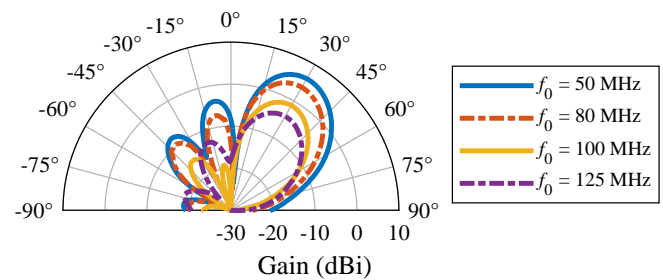 0°
-15° 15°
-30° 30°
-45° 45°
-60° 60°
-75° 75°
-90° 90°
-30 -20 -10 0 10
Gain (dBi)
f₀ = 50 MHz
f₀ = 80 MHz
f₀ = 100 MHz
f₀ = 125 MHz